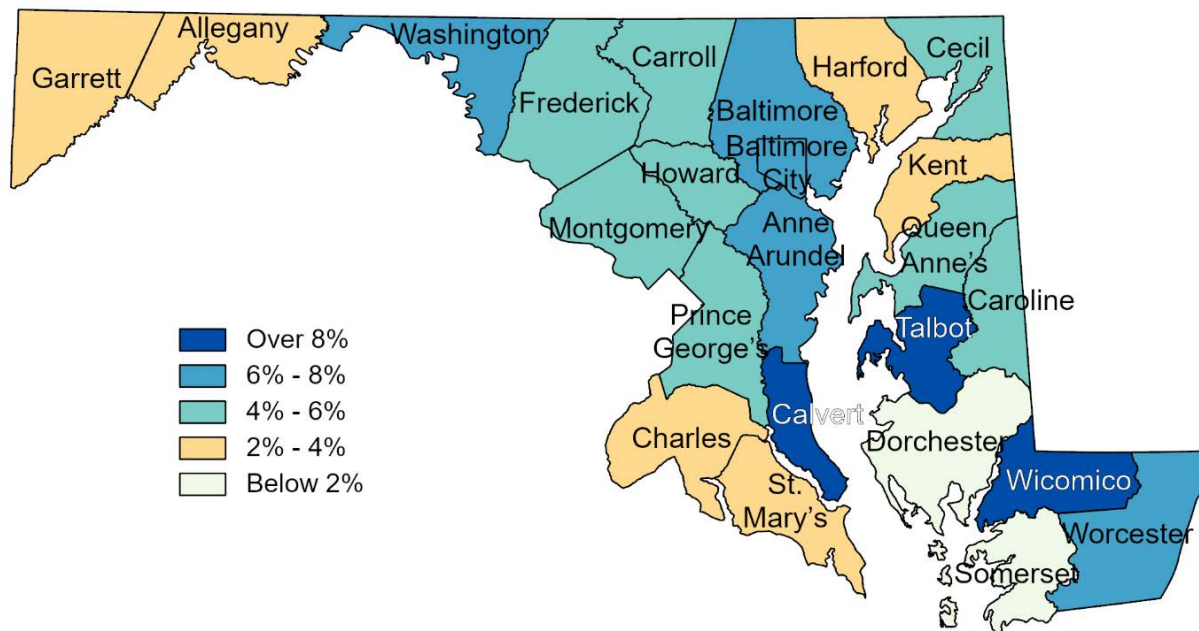 Garrett
Allegany
Washington
Frederick
Carroll
Baltimore
Baltimore
City
Harford
Cecil
Howard
Montgomery
Anne
Arundel
Kent
Queen
Anne's
Caroline
Talbot
Prince
George's
Calvert
Charles
St.
Mary's
Dorchester
Wicomico
Worcester
Somerset
Over 8%
6% - 8%
4% - 6%
2% - 4%
Below 2%